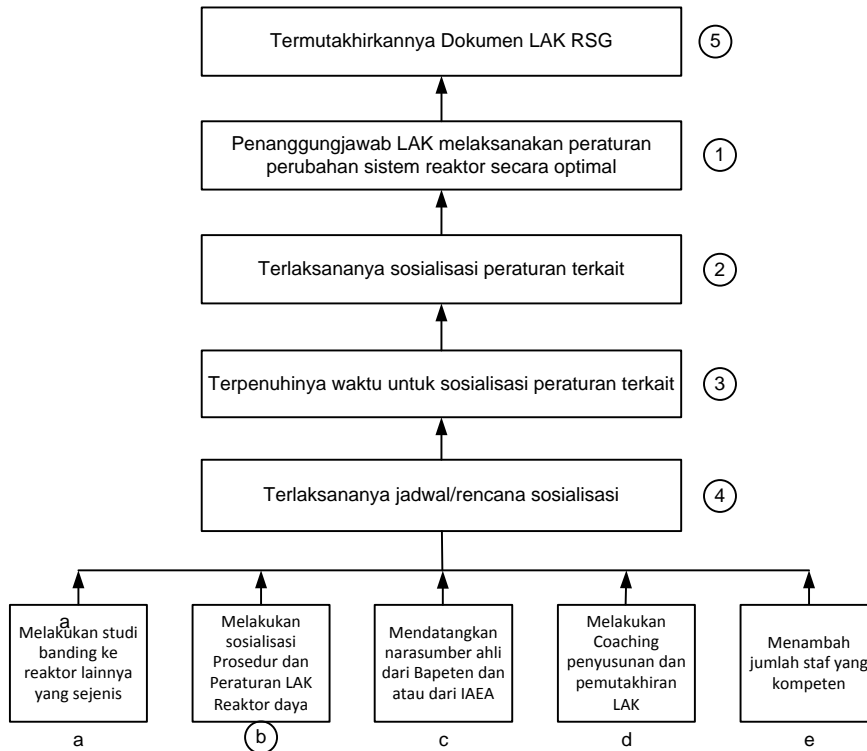 Termutakhirkannya Dokumen LAK RSG
5
Penanggungjawab LAK melaksanakan peraturan
perubahan sistem reaktor secara optimal
1
Terlaksananya sosialisasi peraturan terkait
2
Terpenuhinya waktu untuk sosialisasi peraturan terkait
3
Terlaksananya jadwal/rencana sosialisasi
4
a
Melakukan studi
banding ke
reaktor lainnya
yang sejenis
Melakukan
sosialisasi
Prosedur dan
Peraturan LAK
Reaktor daya
Mendatangkan
narasumber ahli
dari Bapeten dan
atau dari IAEA
Melakukan
Coaching
penyusunan dan
pemutakhiran
LAK
Menambah
jumlah staf yang
kompeten
a
b
c
d
e